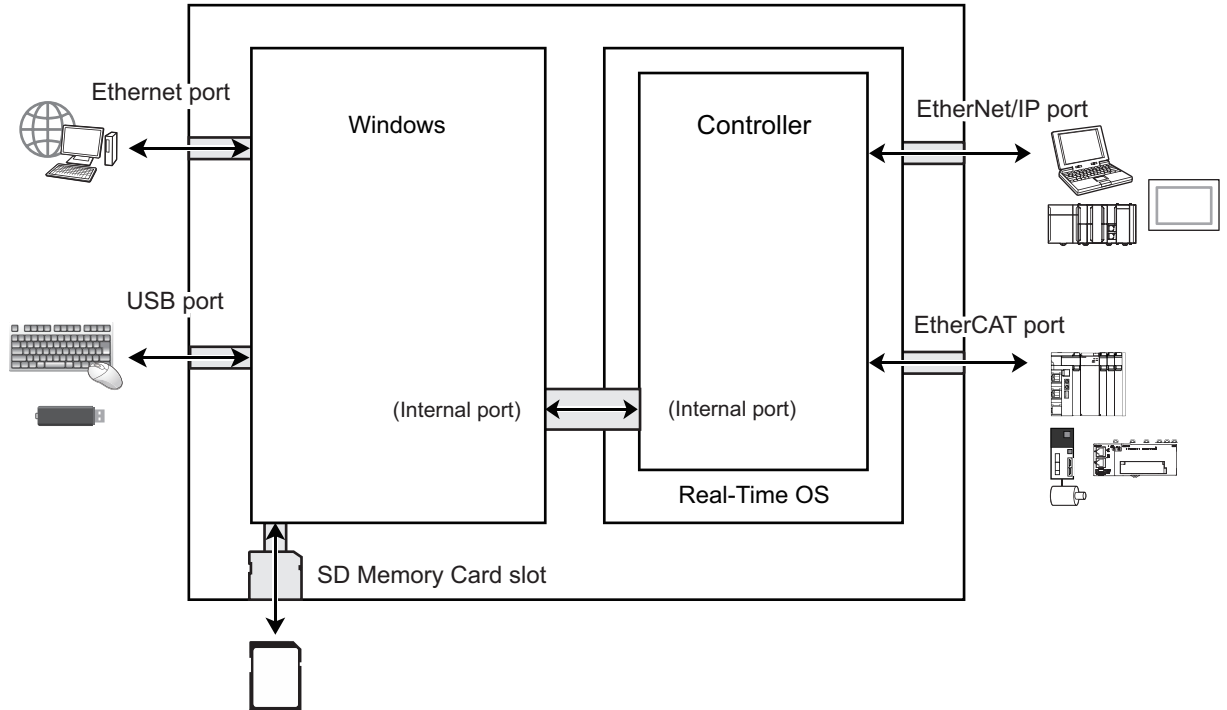 Ethernet port
Windows
Controller
EtherNet/IP port
USB port
EtherCAT port
(Internal port)
(Internal port)
Real-Time OS
SD Memory Card slot